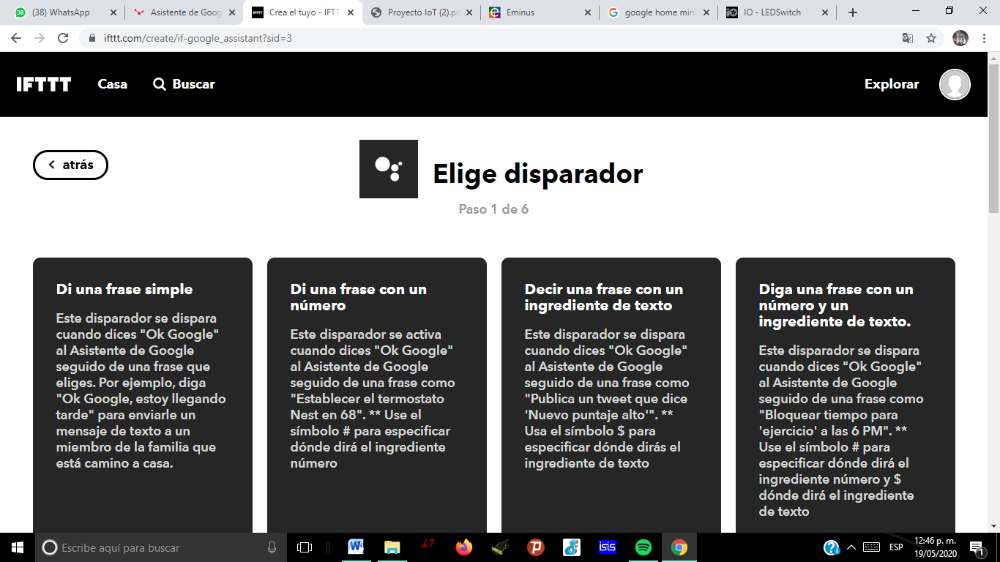 (38) WhatsApp
Asistente de Goog
IFTTT
Crea el tuyo - IFTT
Proyecto IoT (2).pd
Eminus
google home mini
IO - LEDSwitch
ifttt.com/create/if-google_assistant?sid=3
IFTTT
Casa
Buscar
Explorar
atrás
Elige disparador
Paso 1 de 6
Di una frase simple
Este disparador se dispara
cuando dices "Ok Google"
al Asistente de Google
seguido de una frase que
eliges. Por ejemplo, diga
"Ok Google, estoy llegando
tarde" para enviarle un
mensaje de texto a un
miembro de la familia que
está camino a casa.
Di una frase con un
número
Este disparador se activa
cuando dices "Ok Google"
al Asistente de Google
seguido de una frase como
"Establecer el termostato
Nest en 68". ** Use el
símbolo # para especificar
dónde dirá el ingrediente
número
Decir una frase con un
ingrediente de texto
Este disparador se dispara
cuando dices "Ok Google"
al Asistente de Google
seguido de una frase como
"Publica un tweet que dice
'Nuevo puntaje alto'". **
Usa el símbolo $ para
especificar dónde dirás el
ingrediente de texto
Diga una frase con un
número y un
ingrediente de texto.
Este disparador se dispara
cuando dices "Ok Google"
al Asistente de Google
seguido de una frase como
"Bloquear tiempo para
'ejercicio' a las 6 PM". **
Use el símbolo # para
especificar dónde dirá el
ingrediente número y $
dónde dirá el ingrediente
de texto
Escribe aquí para buscar
isis
ESP
12:46 p. m.
19/05/2020
1